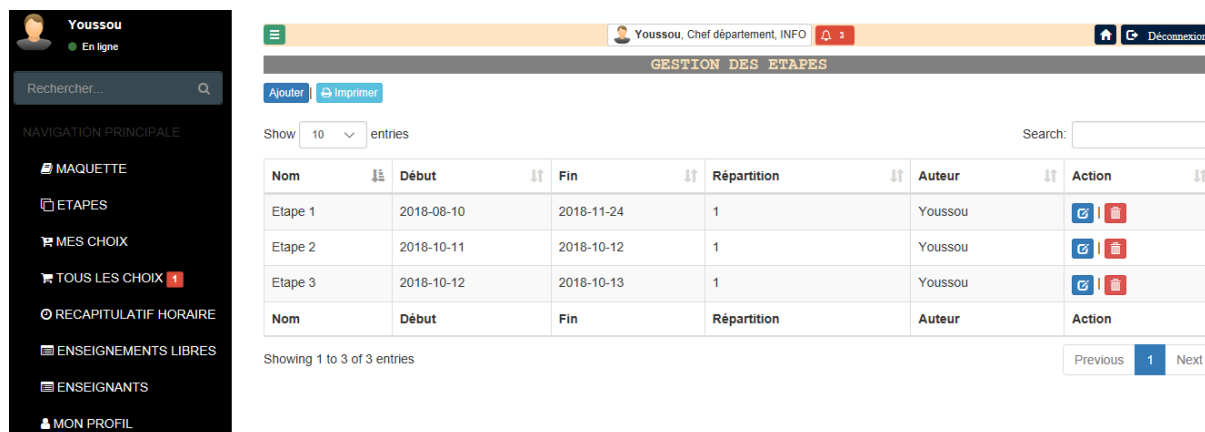 Youssou
En ligne
Rechercher...
NAVIGATION PRINCIPALE
MAQUETTE
ETAPES
MES CHOIX
TOUS LES CHOIX 1
RECAPITULATIF HORAIRE
ENSEIGNEMENTS LIBRES
ENSEIGNANTS
MON PROFIL
Youssou, Chef département, INFO 3 Déconnexion
GESTION DES ETAPES
Ajouter | Imprimer
Show 10 entries Search:
Nom Début Fin Répartition Auteur Action
Etape 1 2018-08-10 2018-11-24 1 Youssou |
Etape 2 2018-10-11 2018-10-12 1 Youssou |
Etape 3 2018-10-12 2018-10-13 1 Youssou |
Nom Début Fin Répartition Auteur Action
Showing 1 to 3 of 3 entries Previous 1 Next